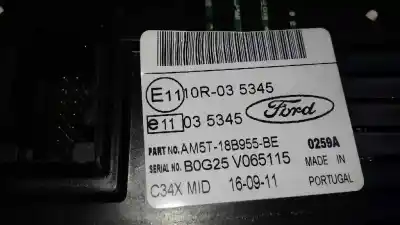 E11 10R-03 5345
e11 03 5345
Ford
PART NO. AM5T-18B955-BE 0259A
SERIAL NO. B0G25 V065115 MADE IN
C34X MID 16-09-11 PORTUGAL